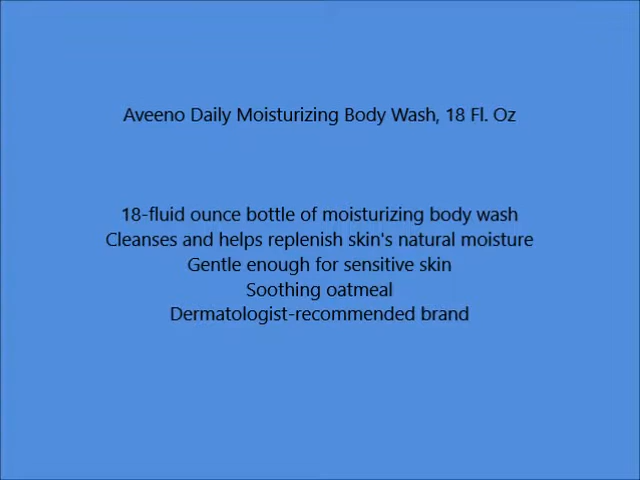 Aveeno Daily Moisturizing Body Wash, 18 Fl. Oz
18-fluid ounce bottle of moisturizing body wash
Cleanses and helps replenish skin's natural moisture
Gentle enough for sensitive skin
Soothing oatmeal
Dermatologist-recommended brand